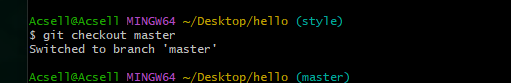 Acsell@Acsell MINGW64 ~/Desktop/hello (style)
$ git checkout master
Switched to branch 'master'
Acsell@Acsell MINGW64 ~/Desktop/hello (master)